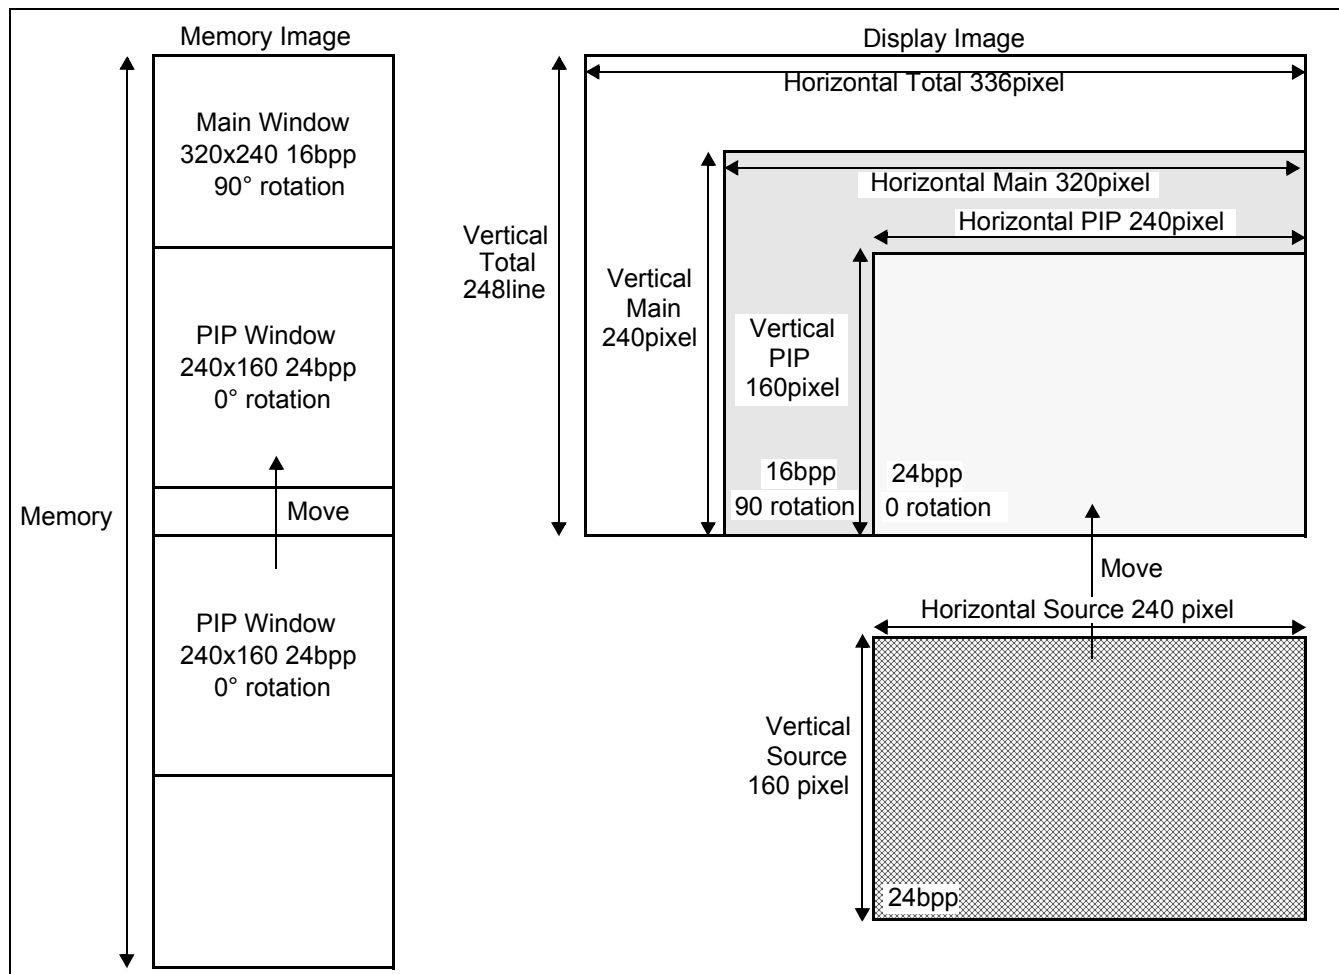 Memory Image
Main Window
320x240 16bpp
90° rotation
PIP Window
240x160 24bpp
0° rotation
Move
Memory
PIP Window
240x160 24bpp
0° rotation
Display Image
Horizontal Total 336pixel
Horizontal Main 320pixel
Horizontal PIP 240pixel
Vertical
Total
248line
Vertical
Main
240pixel
Vertical
PIP
160pixel
16bpp
90 rotation
24bpp
0 rotation
Move
Horizontal Source 240 pixel
Vertical
Source
160 pixel
24bpp